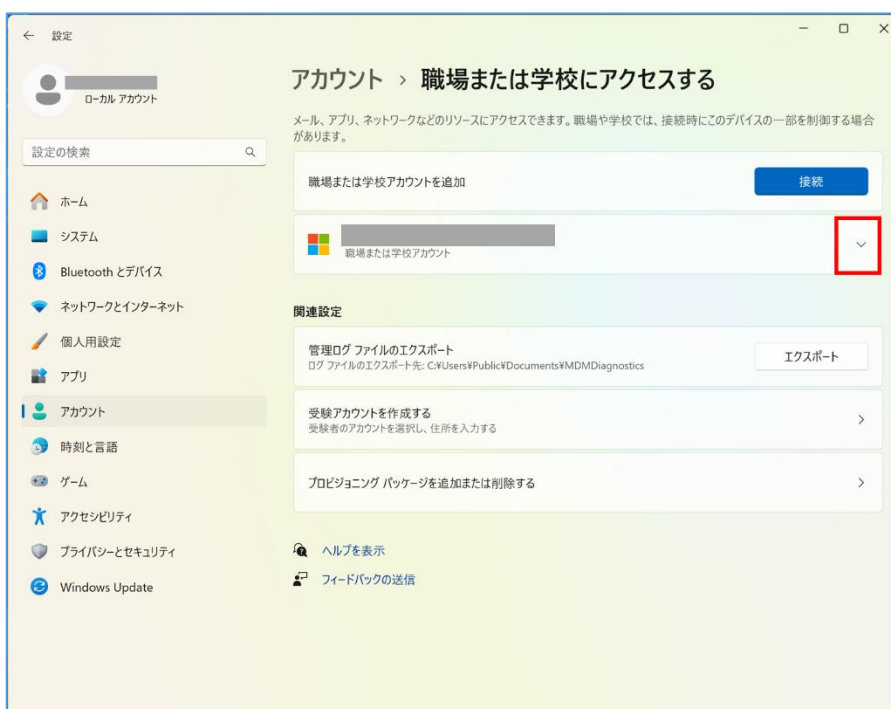 設定
ローカル アカウント
設定の検索
ホーム
システム
Bluetooth とデバイス
ネットワークとインターネット
個人用設定
アプリ
アカウント
時刻と言語
ゲーム
アクセシビリティ
プライバシーとセキュリティ
Windows Update
アカウント › 職場または学校にアクセスする
メール、アプリ、ネットワークなどのリソースにアクセスできます。職場や学校では、接続時にこのデバイスの一部を制御する場合
があります。
職場または学校アカウントを追加
接続
職場または学校アカウント
関連設定
管理ログ ファイルのエクスポート
ログ ファイルのエクスポート先: C:¥Users¥Public¥Documents¥MDMDiagnostics
エクスポート
受験アカウントを作成する
受験者のアカウントを選択し、住所を入力する
プロビジョニング パッケージを追加または削除する
ヘルプを表示
フィードバックの送信